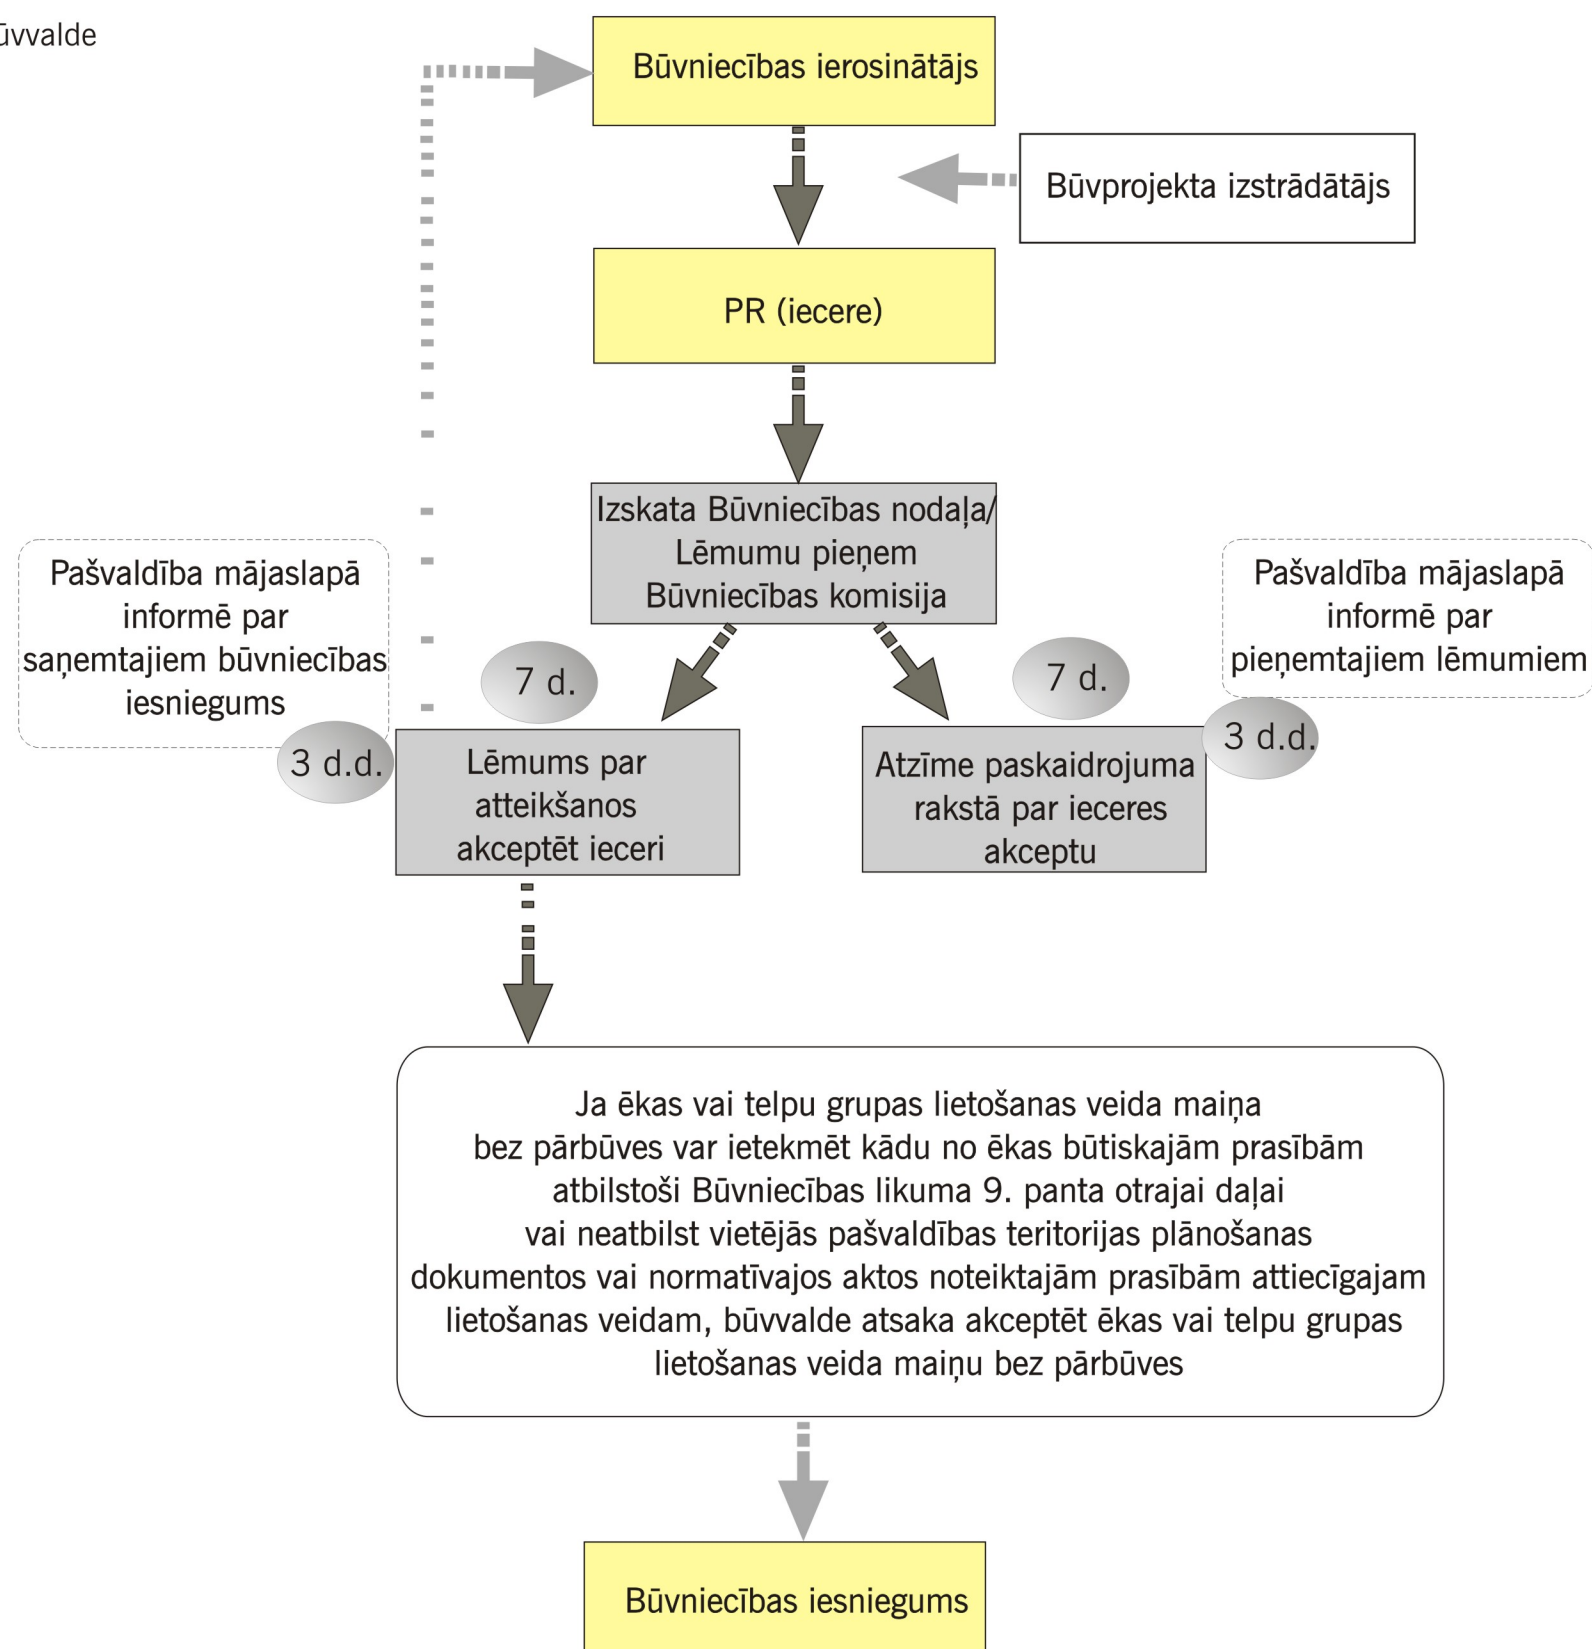 Būvniecības ierosinātājs
Būvprojekta izstrādātājs
PR (iecere)
Izskata Būvniecības nodaļa/
Lēmumu pieņem
Būvniecības komisija
Pašvaldība mājaslapā
informē par
saņemtajiem būvniecības
iesniegums
3 d.d.
7 d.
7 d.
Pašvaldība mājaslapā
informē par
pieņemtajiem lēmumiem
3 d.d.
Lēmums par
atteikšanos
akceptēt ieceri
Atzīme paskaidrojuma
rakstā par ieceres
akceptu
Ja ēkas vai telpu grupas lietošanas veida maiņa
bez pārbūves var ietekmēt kādu no ēkas būtiskajām prasībām
atbilstoši Būvniecības likuma 9. panta otrajai daļai
vai neatbilst vietējās pašvaldības teritorijas plānošanas
dokumentos vai normatīvajos aktos noteiktajām prasībām attiecīgajam
lietošanas veidam, būvvalde atsaka akceptēt ēkas vai telpu grupas
lietošanas veida maiņu bez pārbūves
Būvniecības iesniegums